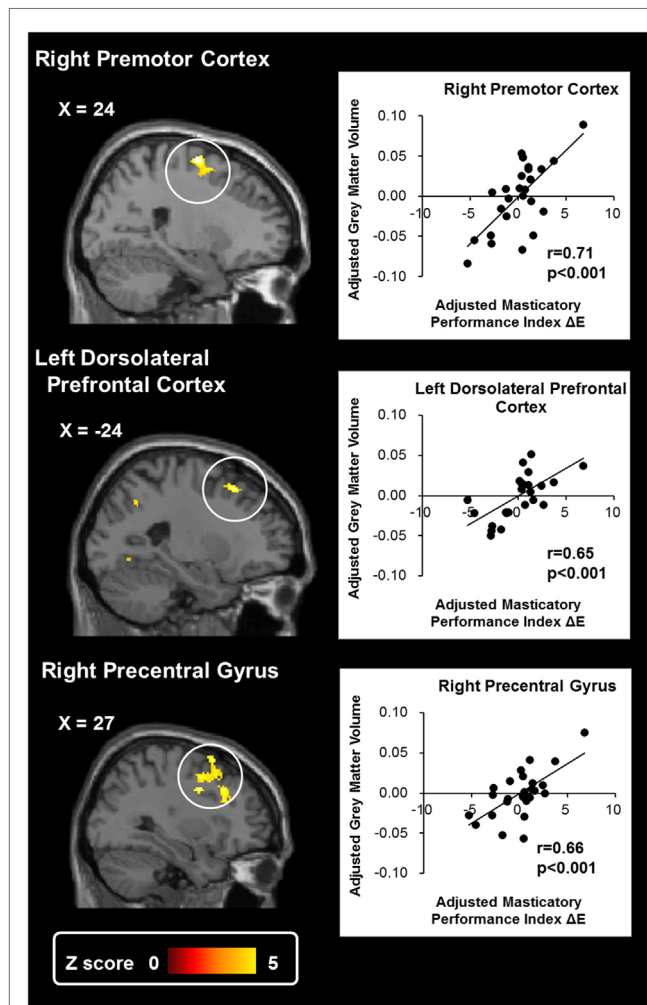 Right Premotor Cortex
X = 24
Right Premotor Cortex
Adjusted Grey Matter Volume
0.10
0.05
0.00
-0.05
-0.10
-10
-5
0
5
10
r=0.71
p<0.001
Adjusted Masticatory
Performance Index ΔE
Left Dorsolateral
Prefrontal Cortex
X = -24
Left Dorsolateral Prefrontal
Cortex
Adjusted Grey Matter Volume
0.10
0.05
0.00
-0.05
-0.10
-10
-5
0
5
10
r=0.65
p<0.001
Adjusted Masticatory
Performance Index ΔE
Right Precentral Gyrus
X = 27
Right Precentral Gyrus
Adjusted Grey Matter Volume
0.10
0.05
0.00
-0.05
-0.10
-10
-5
0
5
10
r=0.66
p<0.001
Adjusted Masticatory
Performance Index ΔE
Z score 0 5